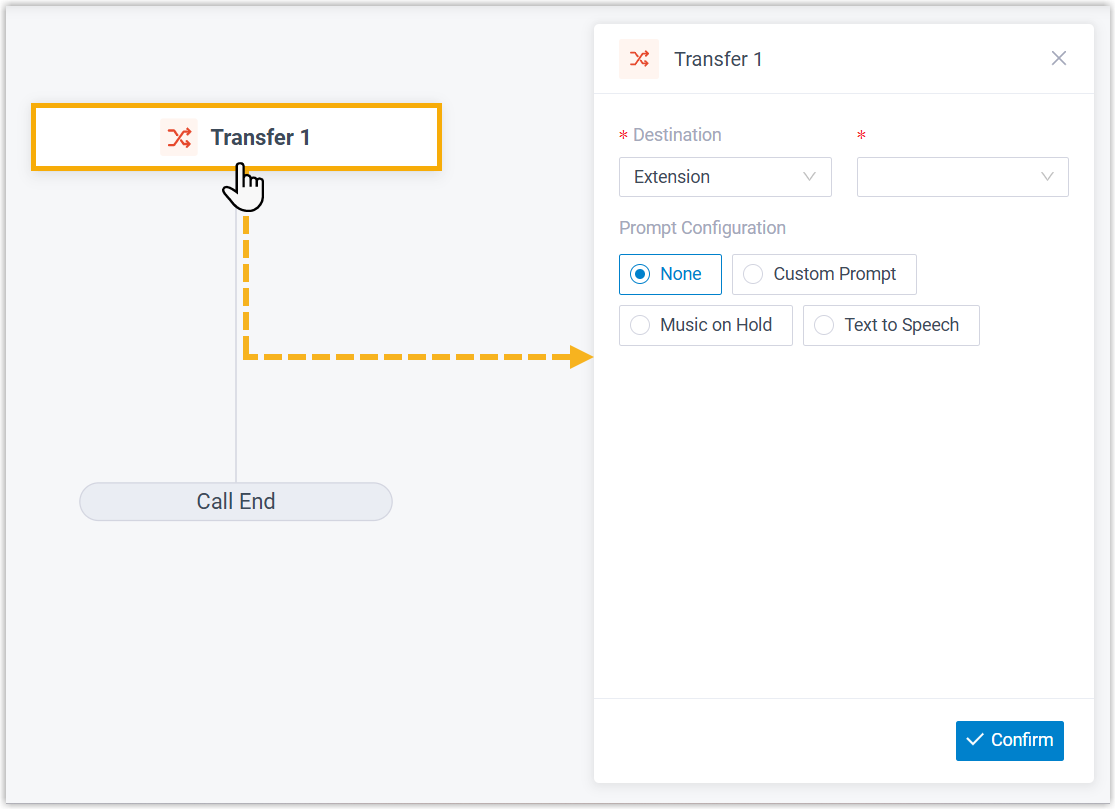 Transfer 1
Call End
Transfer 1
* Destination *
Extension
Prompt Configuration
None Custom Prompt
Music on Hold Text to Speech
Confirm